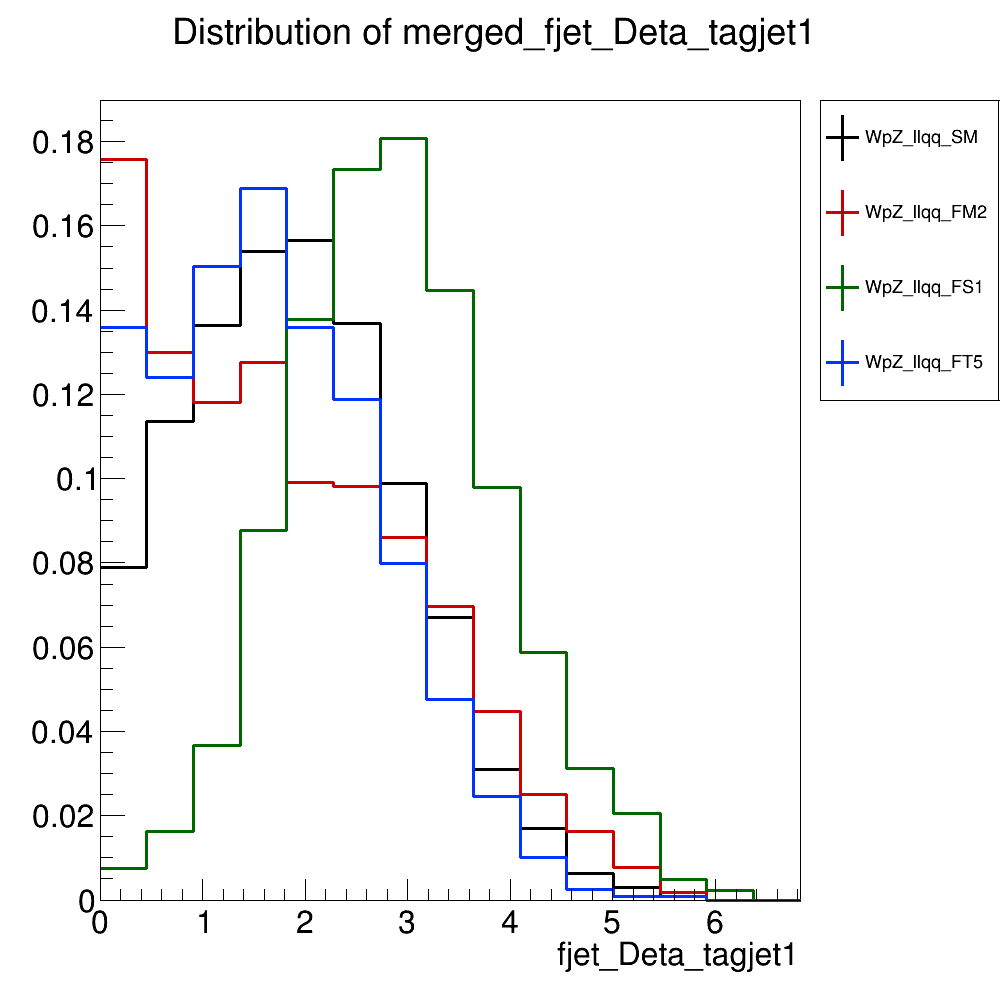 Distribution of merged_fjet_Deta_tagjet1
0.18
0.16
0.14
0.12
0.1
0.08
0.06
0.04
0.02
0
0 1 2 3 4 5 6
fjet_Deta_tagjet1
WpZ_llqq_SM
WpZ_llqq_FM2
WpZ_llqq_FS1
WpZ_llqq_FT5